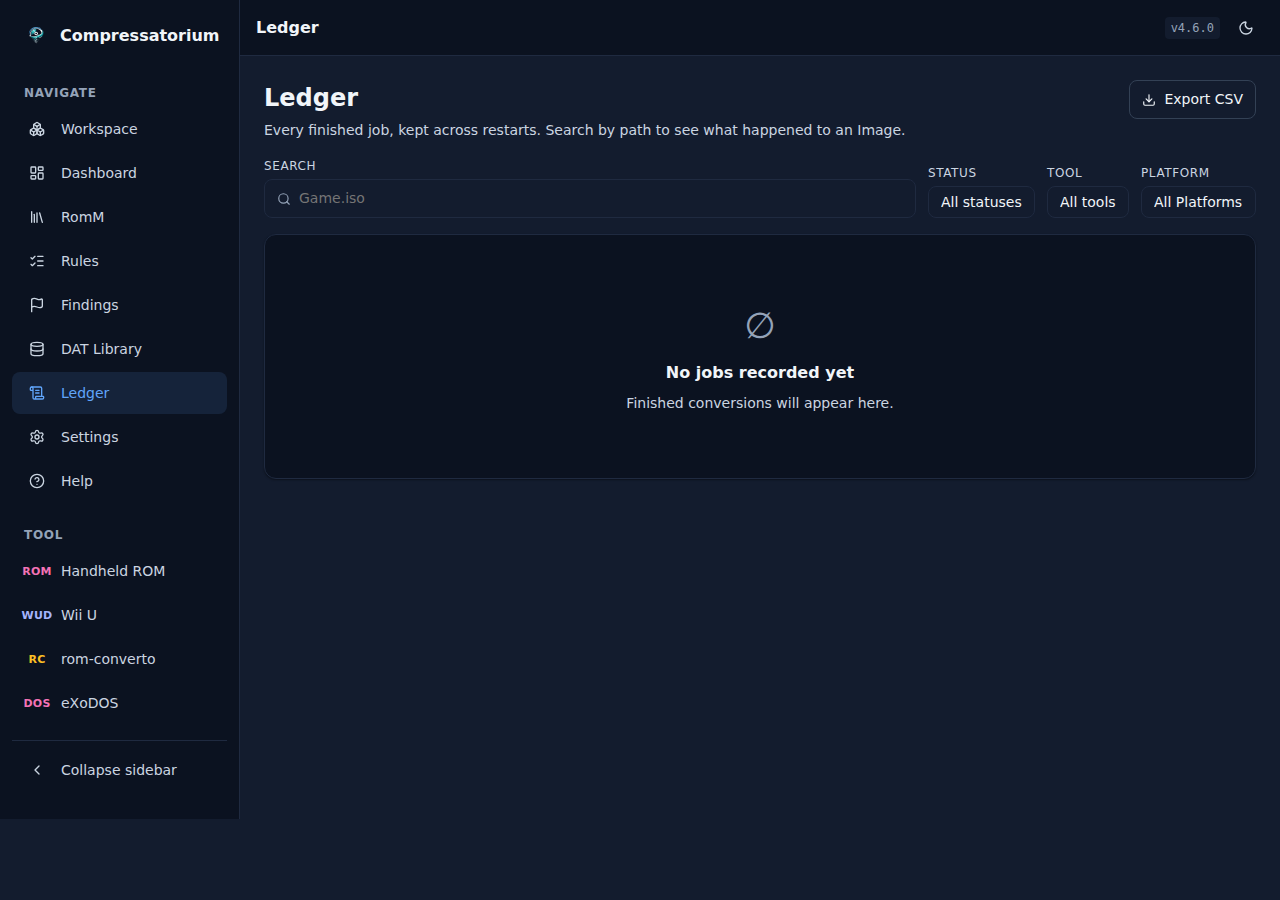 Compressatorium
NAVIGATE
Workspace
Dashboard
RomM
Rules
Findings
DAT Library
Ledger
Settings
Help
TOOL
ROM Handheld ROM
WUD Wii U
RC rom-converto
DOS eXoDOS
Collapse sidebar
Ledger
v4.6.0
Ledger
Export CSV
Every finished job, kept across restarts. Search by path to see what happened to an Image.
SEARCH
Game.iso
STATUS
All statuses
TOOL
All tools
PLATFORM
All Platforms
No jobs recorded yet
Finished conversions will appear here.